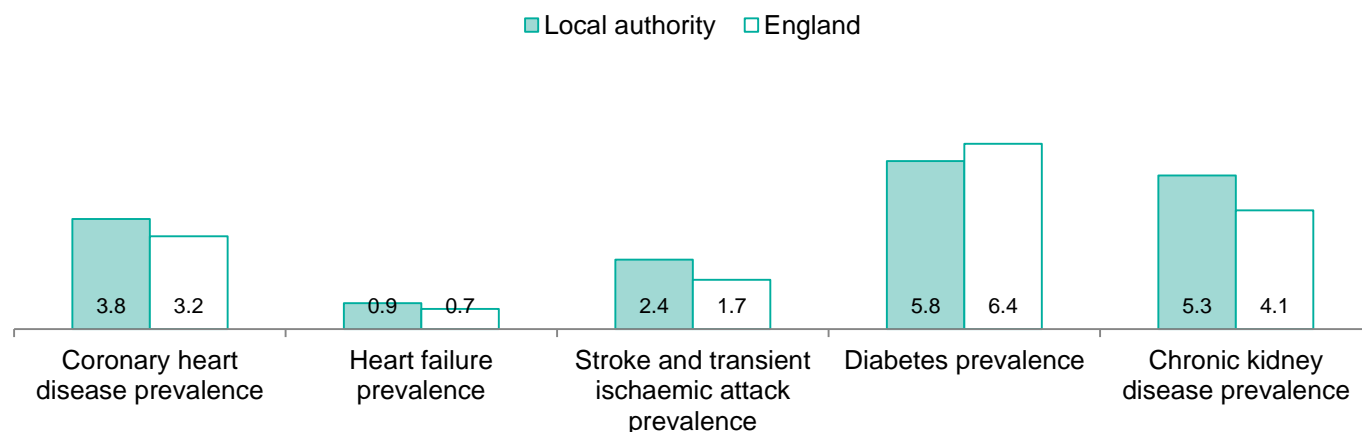 Local authority England
3.8 3.2 0.9 0.7 2.4 1.7 5.8 6.4 5.3 4.1
Coronary heart
disease prevalence
Heart failure
prevalence
Stroke and transient
ischaemic attack
prevalence
Diabetes prevalence
Chronic kidney
disease prevalence